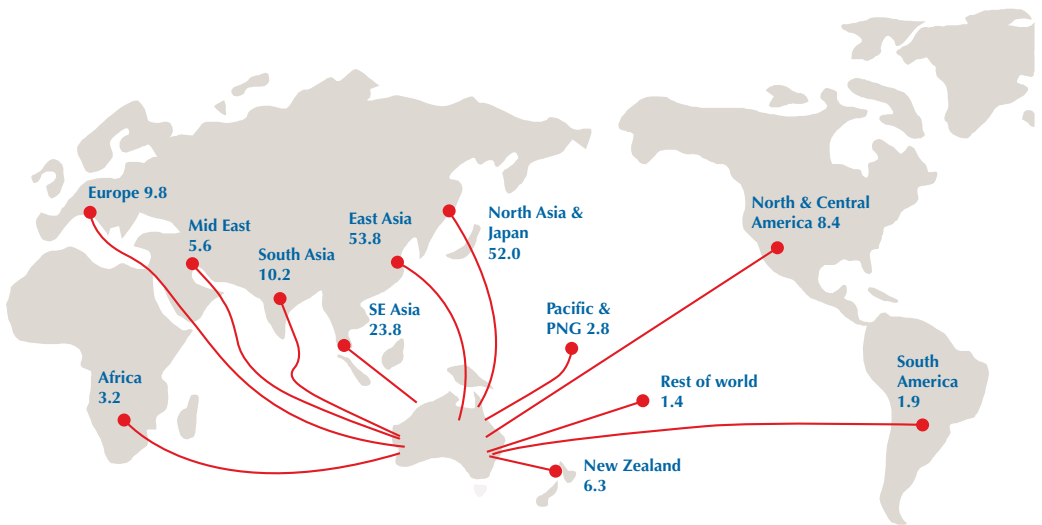 Europe 9.8
Mid East
5.6
South Asia
10.2
East Asia
53.8
North Asia &
Japan
52.0
North & Central
America 8.4
SE Asia
23.8
Pacific &
PNG 2.8
Africa
3.2
Rest of world
1.4
South
America
1.9
New Zealand
6.3